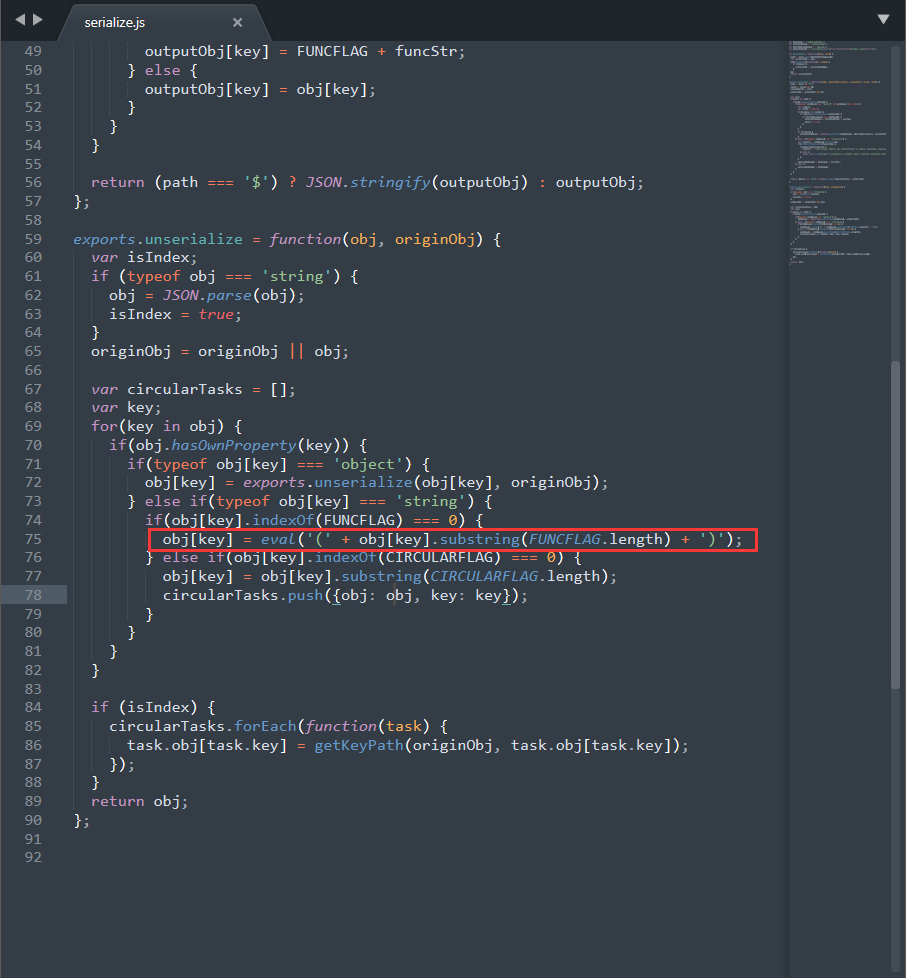 serialize.js
49 outputObj[key] = FUNCFLAG + funcStr;
50 } else {
51 outputObj[key] = obj[key];
52 }
53 }
54 }
55
56 return (path === '$') ? JSON.stringify(outputObj) : outputObj;
57 };
58
59 exports.unserialize = function(obj, originObj) {
60 var isIndex;
61 if (typeof obj === 'string') {
62 obj = JSON.parse(obj);
63 isIndex = true;
64 }
65 originObj = originObj || obj;
66
67 var circularTasks = [];
68 var key;
69 for(key in obj) {
70 if(obj.hasOwnProperty(key)) {
71 if(typeof obj[key] === 'object') {
72 obj[key] = exports.unserialize(obj[key], originObj);
73 } else if(typeof obj[key] === 'string') {
74 if(obj[key].indexOf(FUNCFLAG) === 0) {
75 obj[key] = eval('(' + obj[key].substring(FUNCFLAG.length) + ')');
76 } else if(obj[key].indexOf(CIRCULARFLAG) === 0) {
77 obj[key] = obj[key].substring(CIRCULARFLAG.length);
78 circularTasks.push({obj: obj, key: key});
79 }
80 }
81 }
82 }
83
84 if (isIndex) {
85 circularTasks.forEach(function(task) {
86 task.obj[task.key] = getKeyPath(originObj, task.obj[task.key]);
87 });
88 }
89 return obj;
90 };
91
92